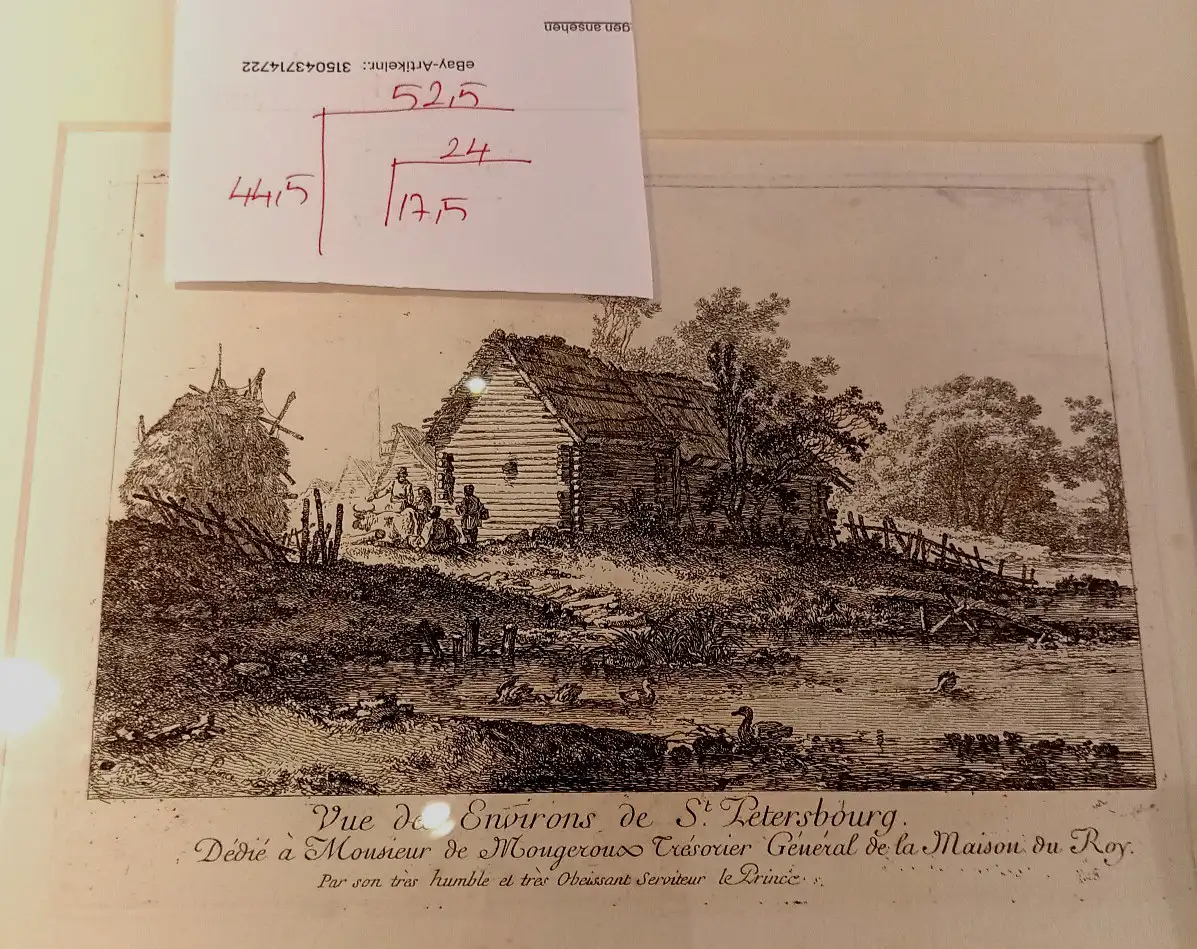 gen ansehen
eBay-Artikelnr.: 315043714722
52,5
24
44,5
17,5
Vue des Environs de St. Petersbourg.
Dédié à Monsieur de Mougeroux Trésorier Général de la Maison du Roy.
Par son très humble et très Obeissant Serviteur le Prince.